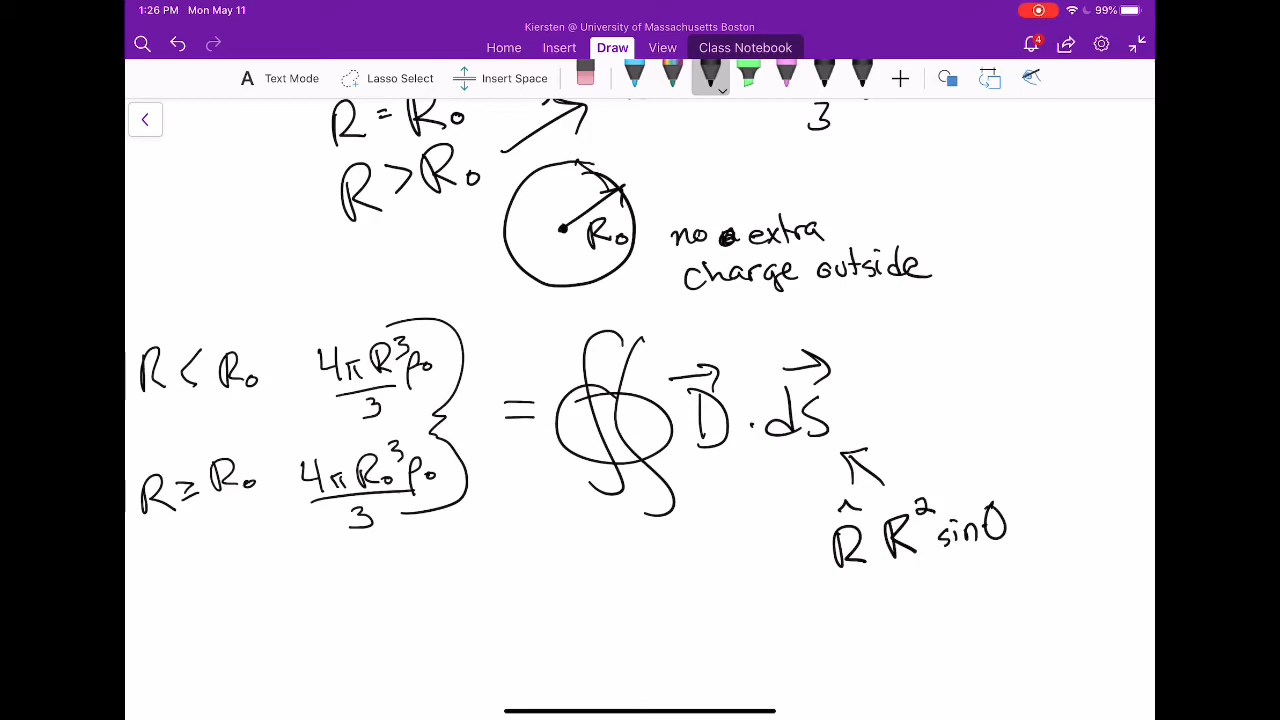 1:26 PM Mon May 11
99%
Kiersten @ University of Massachusetts Boston
Home Insert Draw View Class Notebook
4
A Text Mode Lasso Select Insert Space
R = R₀
3
R > R₀
R₀
no extra
charge outside
R < R₀ 4πR³ρ₀/3
= ∯ D⃗ · dS⃗
R ≥ R₀ 4πR₀³ρ₀/3
R̂ R² sinθ